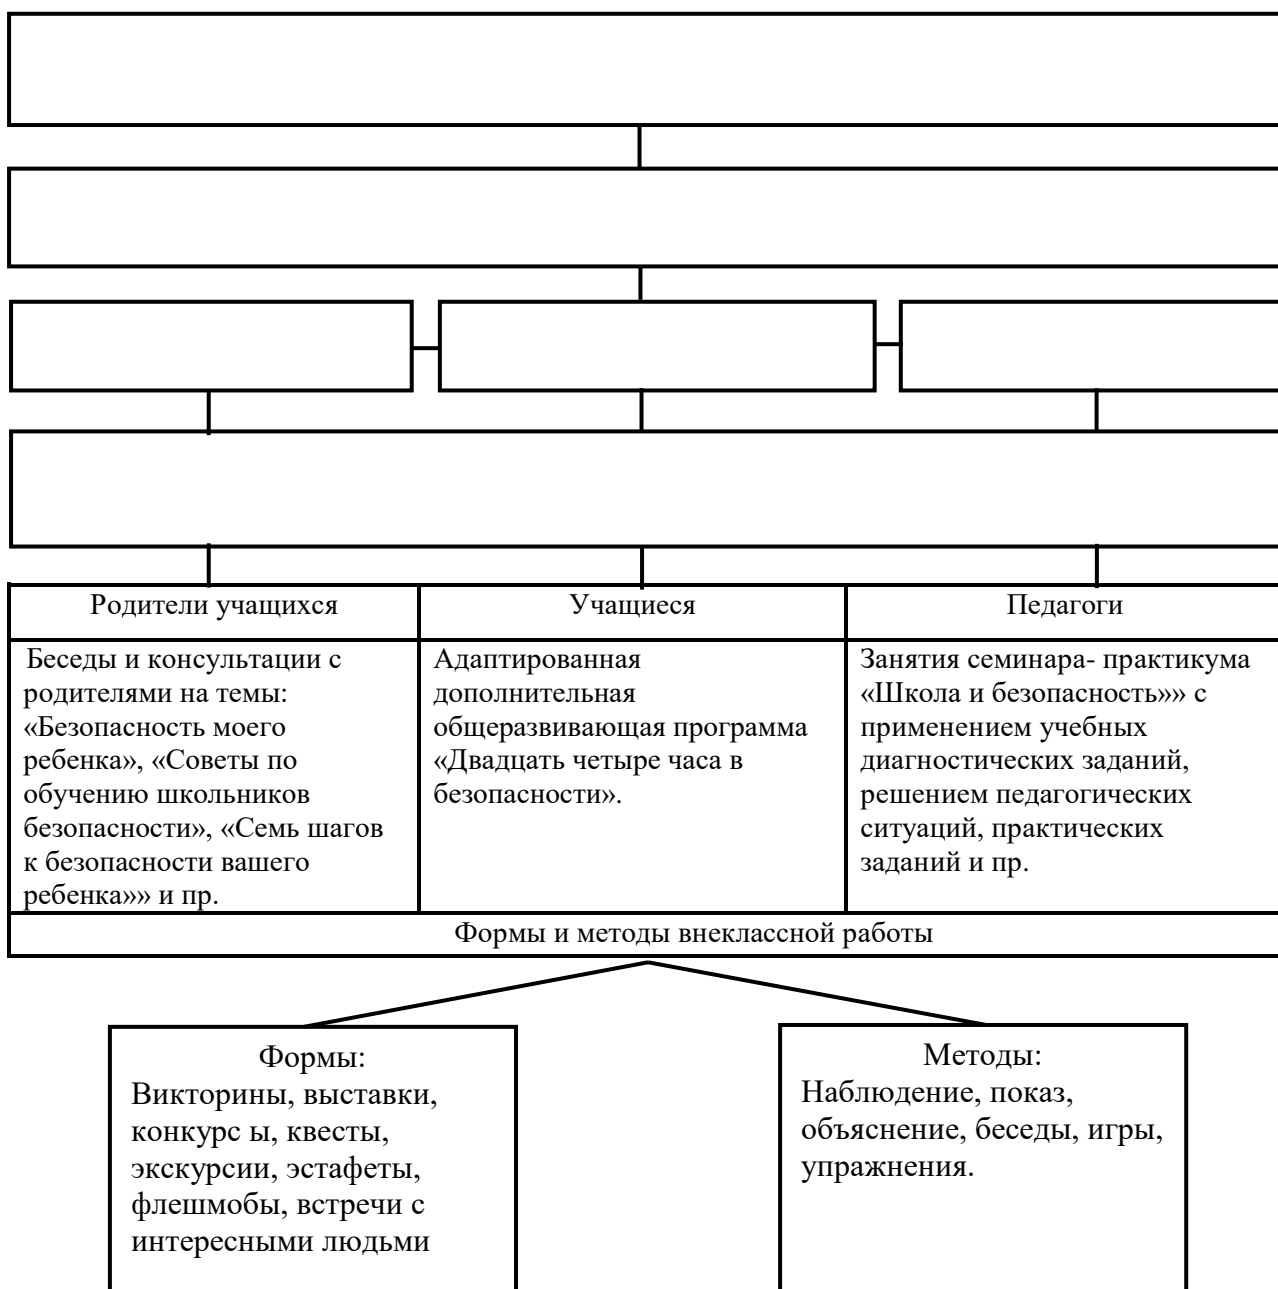 Родители учащихся
Учащиеся
Педагоги
Беседы и консультации с
родителями на темы:
«Безопасность моего
ребенка», «Советы по
обучению школьников
безопасности», «Семь шагов
к безопасности вашего
ребенка»» и пр.
Адаптированная
дополнительная
общеразвивающая программа
«Двадцать четыре часа в
безопасности».
Занятия семинара- практикума
«Школа и безопасность»» с
применением учебных
диагностических заданий,
решением педагогических
ситуаций, практических
заданий и пр.
Формы и методы внеклассной работы
Формы:
Викторины, выставки,
конкурс ы, квесты,
экскурсии, эстафеты,
флешмобы, встречи с
интересными людьми
Методы:
Наблюдение, показ,
объяснение, беседы, игры,
упражнения.